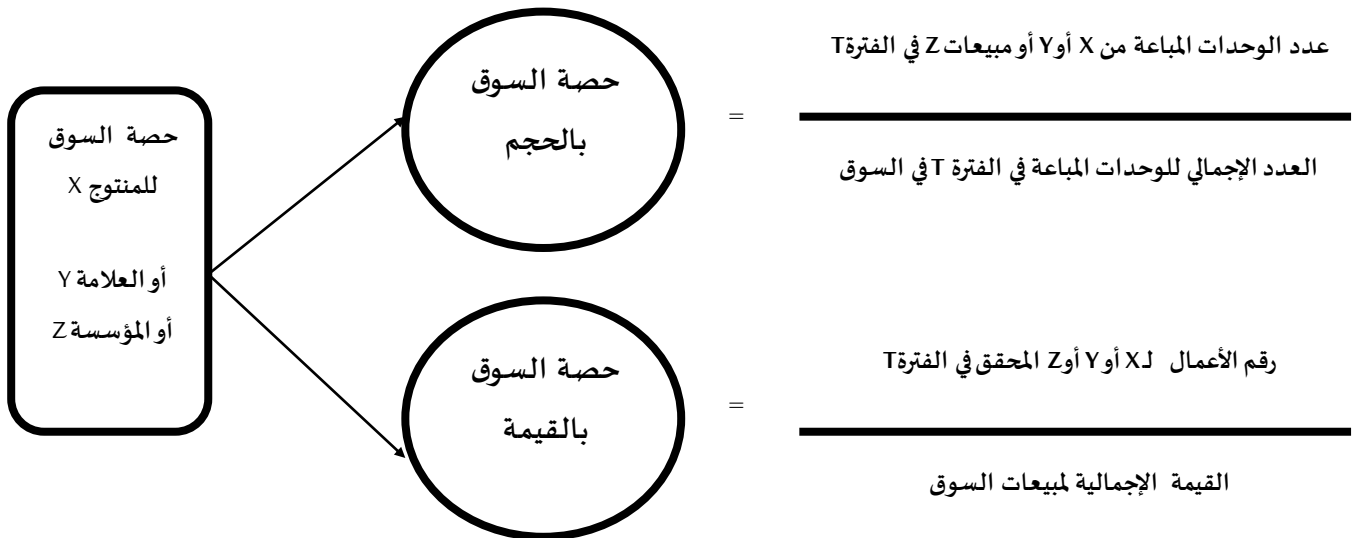 حصة السوق
للمنتوج X
أو العلامة Y
أو المؤسسة Z
حصة السوق
بالحجم
=
عدد الوحدات المباعة من X أو Y أو مبيعات Z في الفترة T
العدد الإجمالي للوحدات المباعة في الفترة T في السوق
حصة السوق
بالقيمة
=
رقم الأعمال لـ X أو Y أو Z المحقق في الفترة T
القيمة الإجمالية لمبيعات السوق